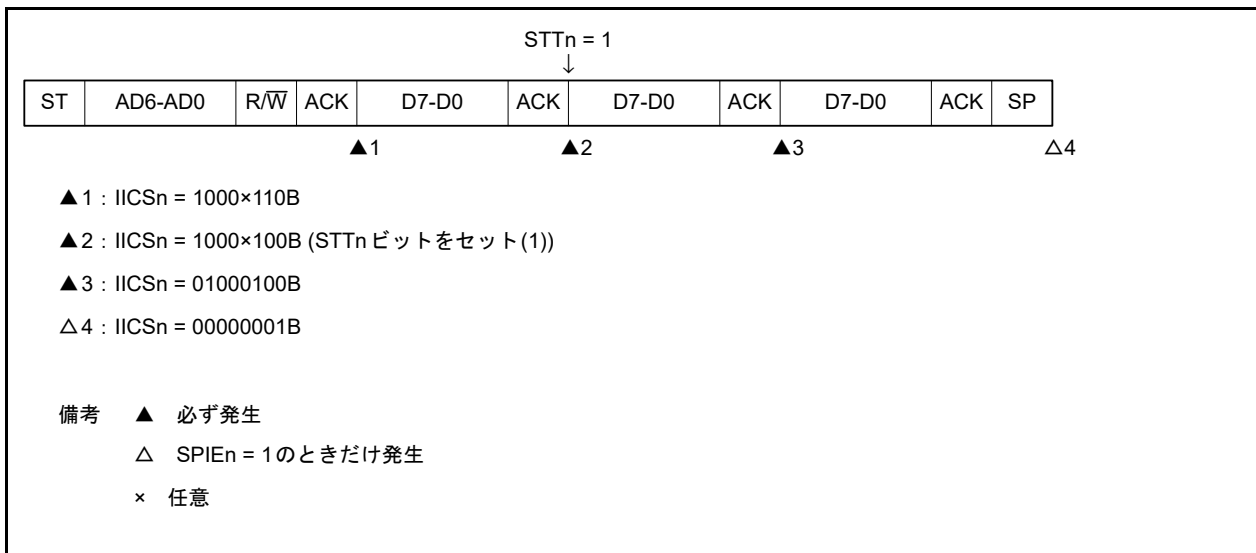 STTn = 1
↓
ST AD6-AD0 R/W̅ ACK D7-D0 ACK D7-D0 ACK D7-D0 ACK SP
▲1 ▲2 ▲3 △4
▲1：IICSn = 1000×110B
▲2：IICSn = 1000×100B (STTnビットをセット(1))
▲3：IICSn = 01000100B
△4：IICSn = 00000001B
備考 ▲ 必ず発生
△ SPIEn = 1のときだけ発生
× 任意